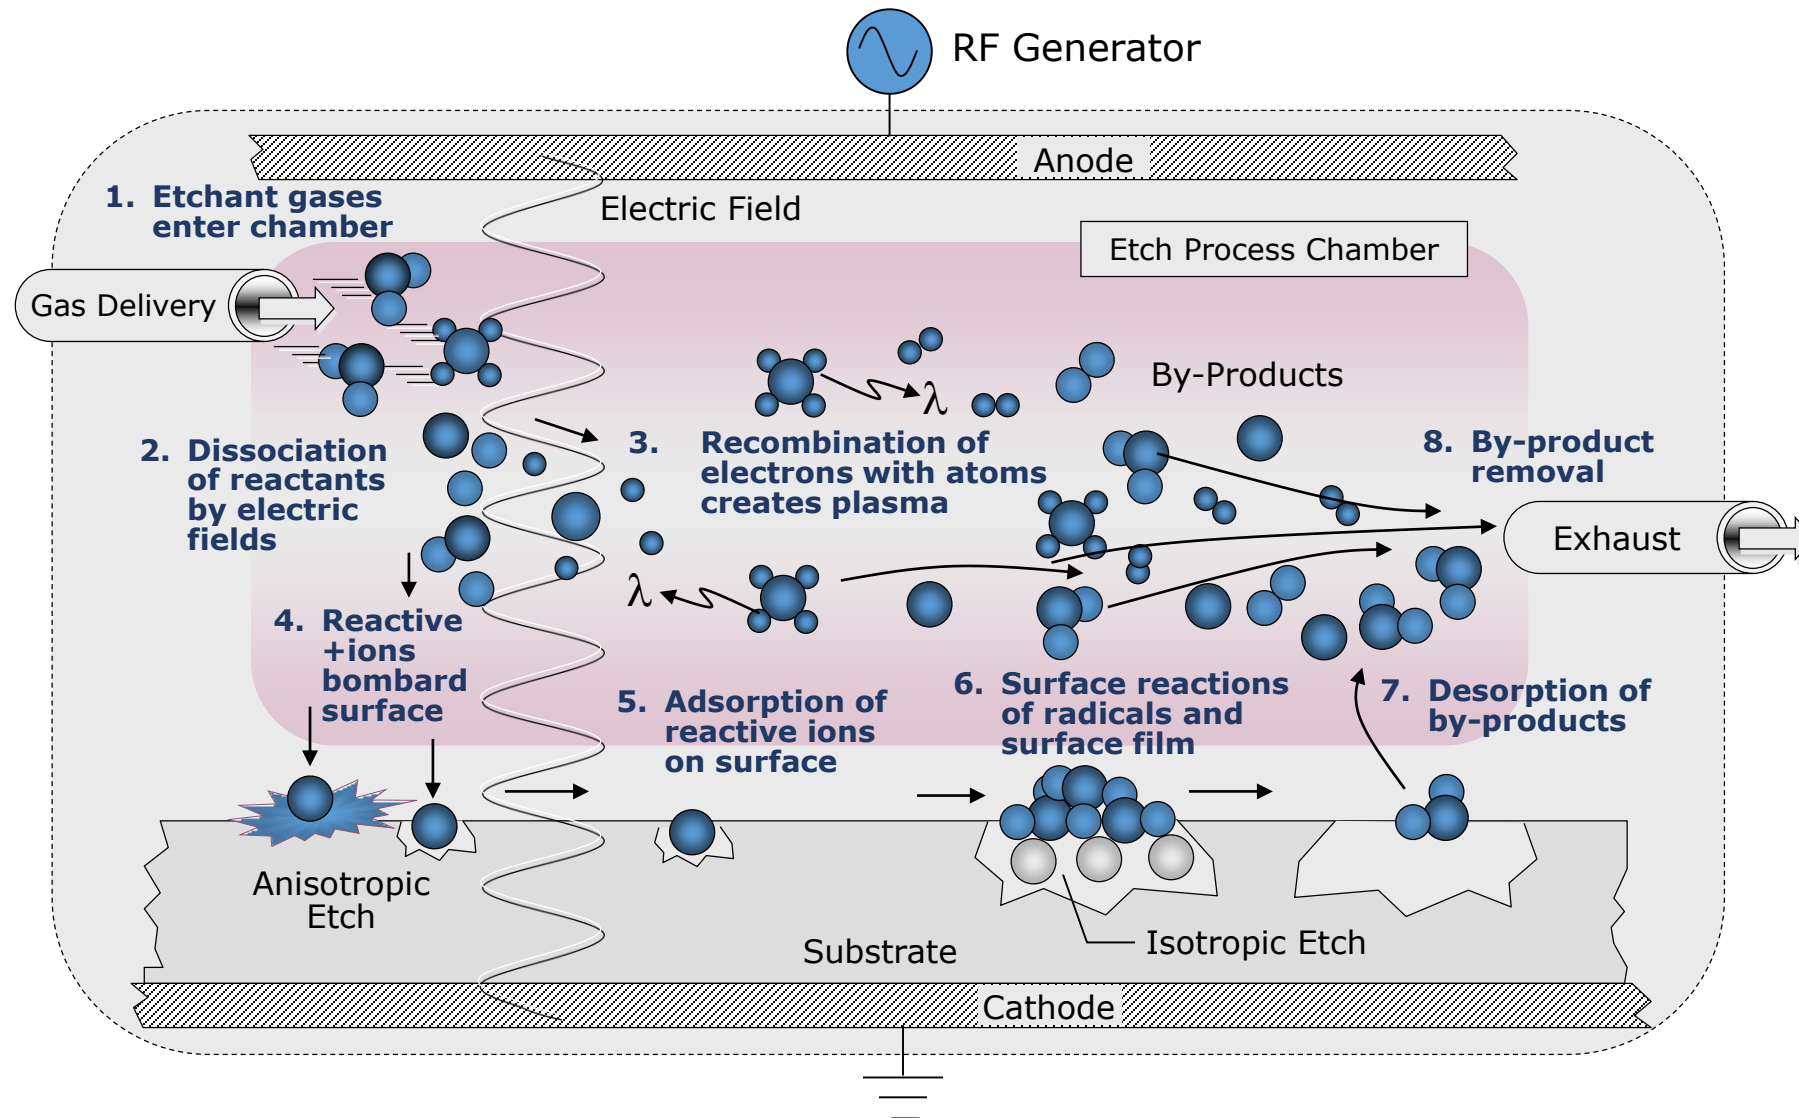 RF Generator
Anode
1. Etchant gases
enter chamber
Electric Field
Etch Process Chamber
Gas Delivery
By-Products
λ
2. Dissociation
of reactants
by electric
fields
3. Recombination of
electrons with atoms
creates plasma
8. By-product
removal
Exhaust
λ
4. Reactive
+ions
bombard
surface
5. Adsorption of
reactive ions
on surface
6. Surface reactions
of radicals and
surface film
7. Desorption of
by-products
Anisotropic
Etch
Substrate
Isotropic Etch
Cathode